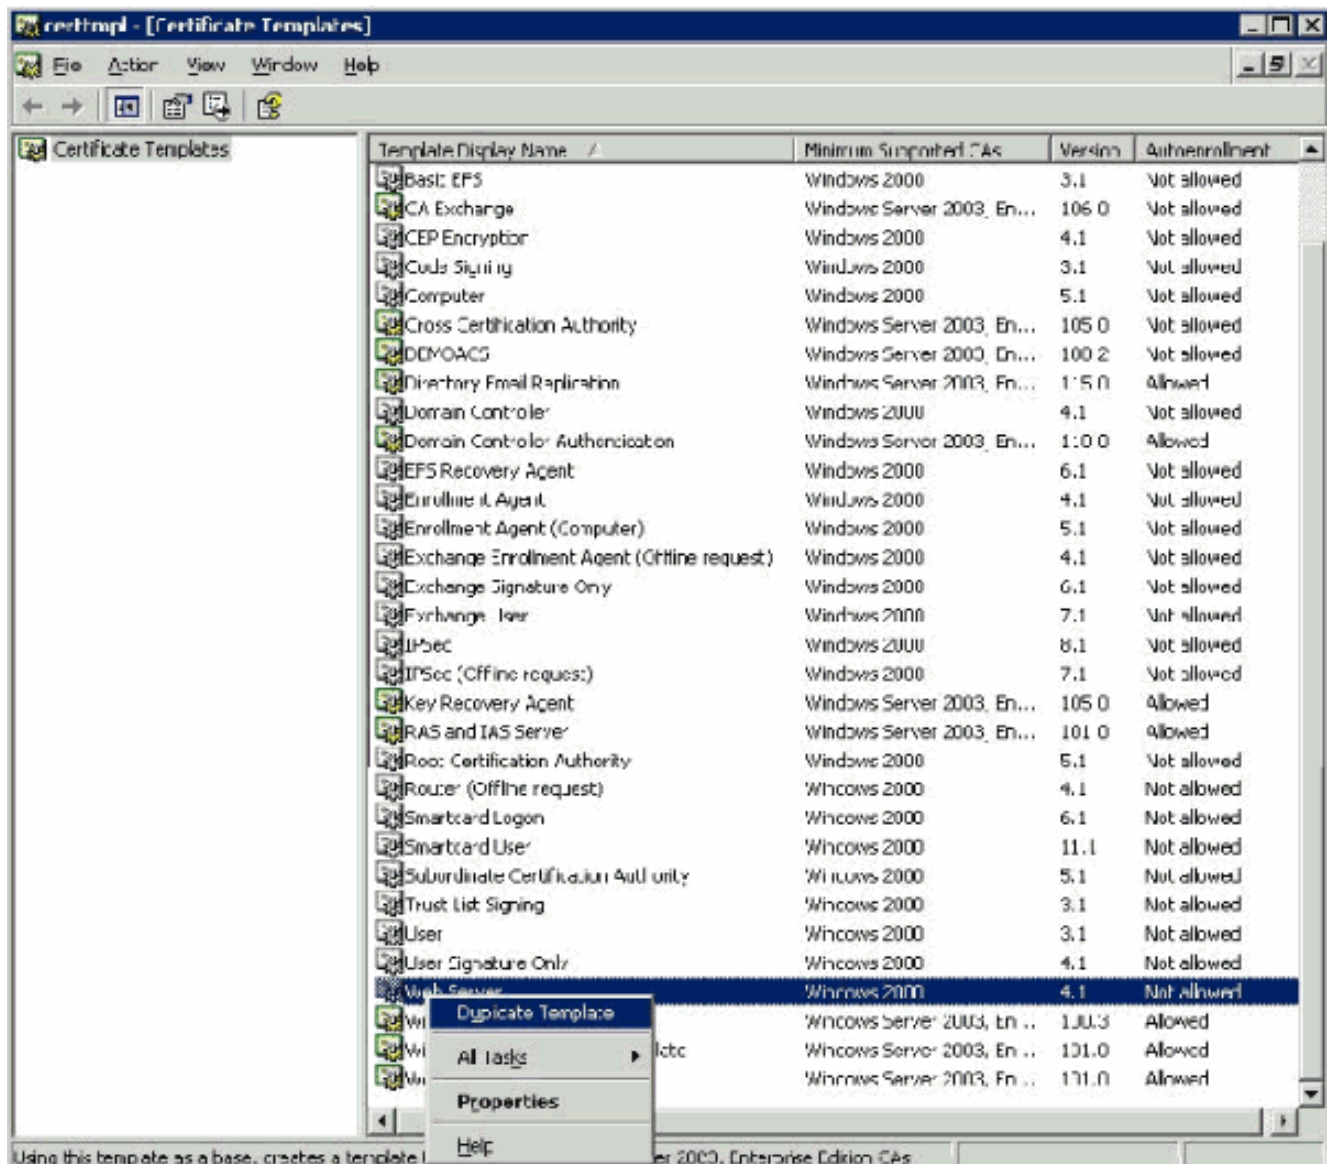 certtmpl - [Certificate Templates]
File Action View Window Help
Certificate Templates
Template Display Name Minimum Supported CAs Version Autoenrollment
Basic EFS Windows 2000 3.1 Not allowed
CA Exchange Windows Server 2003, En... 106.0 Not allowed
CEP Encryption Windows 2000 4.1 Not allowed
Code Signing Windows 2000 3.1 Not allowed
Computer Windows 2000 5.1 Not allowed
Cross Certification Authority Windows Server 2003, En... 105.0 Not allowed
DEMOACS Windows Server 2003, En... 100.2 Not allowed
Directory Email Replication Windows Server 2003, En... 115.0 Allowed
Domain Controller Windows 2000 4.1 Not allowed
Domain Controller Authentication Windows Server 2003, En... 110.0 Allowed
EFS Recovery Agent Windows 2000 6.1 Not allowed
Enrollment Agent Windows 2000 4.1 Not allowed
Enrollment Agent (Computer) Windows 2000 5.1 Not allowed
Exchange Enrollment Agent (Offline request) Windows 2000 4.1 Not allowed
Exchange Signature Only Windows 2000 6.1 Not allowed
Exchange User Windows 2000 7.1 Not allowed
IPSec Windows 2000 8.1 Not allowed
IPSec (Offline request) Windows 2000 7.1 Not allowed
Key Recovery Agent Windows Server 2003, En... 105.0 Allowed
RAS and IAS Server Windows Server 2003, En... 101.0 Allowed
Root Certification Authority Windows 2000 5.1 Not allowed
Router (Offline request) Windows 2000 4.1 Not allowed
Smartcard Logon Windows 2000 6.1 Not allowed
Smartcard User Windows 2000 11.1 Not allowed
Subordinate Certification Authority Windows 2000 5.1 Not allowed
Trust List Signing Windows 2000 3.1 Not allowed
User Windows 2000 3.1 Not allowed
User Signature Only Windows 2000 4.1 Not allowed
Web Server Windows 2000 4.1 Not allowed
Windows Server 2003, En... 100.3 Allowed
Windows Server 2003, En... 101.0 Allowed
Windows Server 2003, En... 101.0 Allowed
Duplicate Template
All Tasks
Properties
Help
Using this template as a base, creates a template er 2003, Enterprise Edition CAs